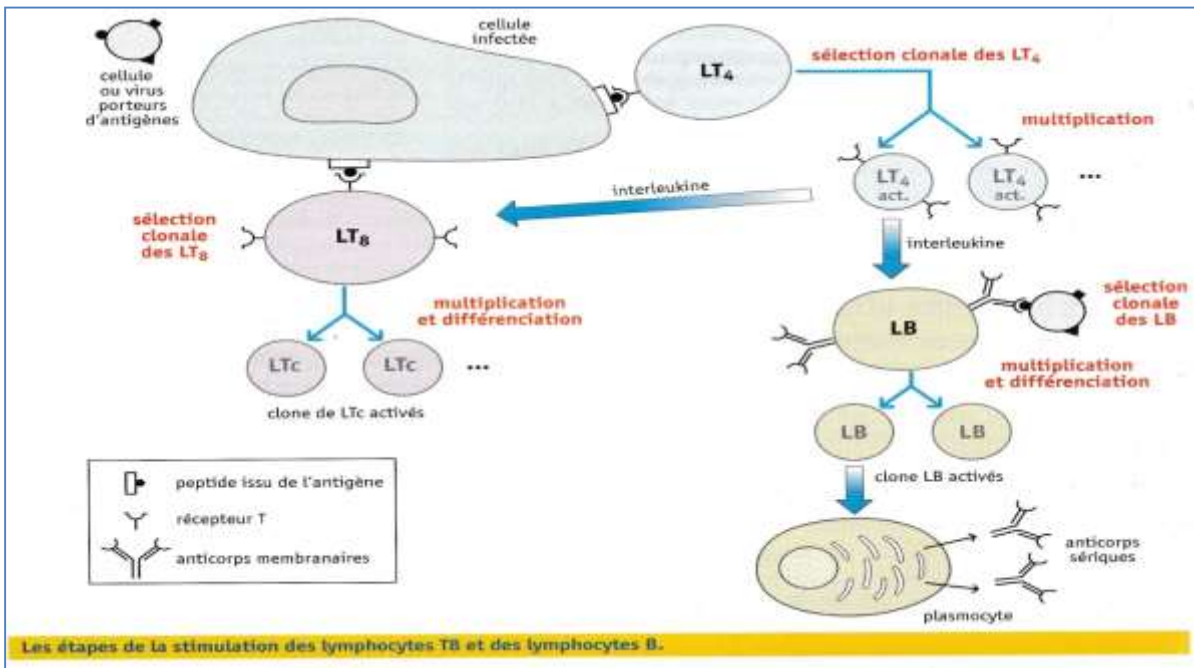 cellule
infectée
cellule
ou virus
porteurs
d'antigènes
LT4
sélection clonale des LT4
multiplication
LT4
act.
LT4
act.
...
interleukine
interleukine
sélection
clonale
des LT8
LT8
multiplication
et différenciation
LTc
LTc
...
clone de LTc activés
LB
sélection
clonale
des LB
multiplication
et différenciation
LB
LB
clone LB activés
anticorps
sériques
plasmocyte
peptide issu de l'antigène
récepteur T
anticorps membranaires
Les étapes de la stimulation des lymphocytes T8 et des lymphocytes B.